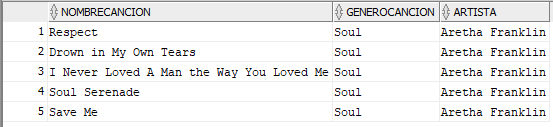 NOMBRECANCION GENEROCANCION ARTISTA
1 Respect Soul Aretha Franklin
2 Drown in My Own Tears Soul Aretha Franklin
3 I Never Loved A Man the Way You Loved Me Soul Aretha Franklin
4 Soul Serenade Soul Aretha Franklin
5 Save Me Soul Aretha Franklin